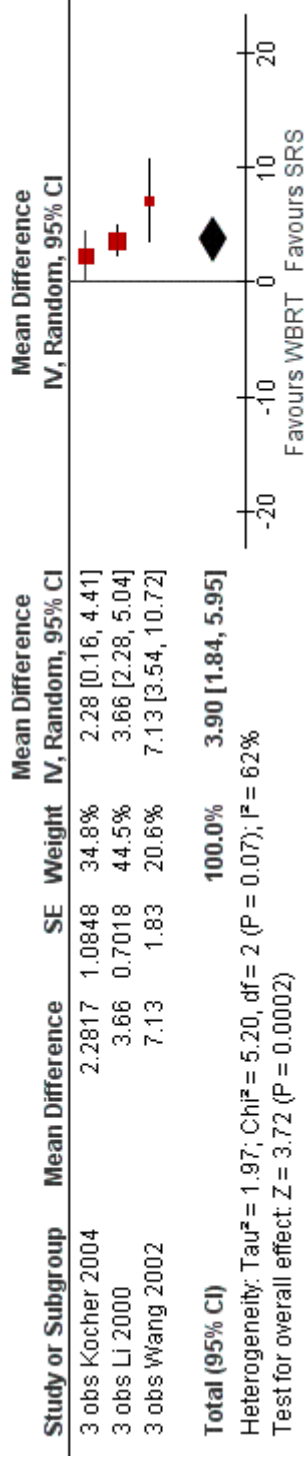 Mean Difference Mean Difference
Study or Subgroup Mean Difference SE Weight IV, Random, 95% CI IV, Random, 95% CI
3 obs Kocher 2004 2.2817 1.0848 34.8% 2.28 [0.16, 4.41]
3 obs Li 2000 3.66 0.7018 44.5% 3.66 [2.28, 5.04]
3 obs Wang 2002 7.13 1.83 20.6% 7.13 [3.54, 10.72]
Total (95% CI) 100.0% 3.90 [1.84, 5.95]
Heterogeneity: Tau² = 1.97; Chi² = 5.20, df = 2 (P = 0.07); I² = 62%
Test for overall effect: Z = 3.72 (P = 0.0002)
-20 -10 0 10 20
Favours WBRT Favours SRS